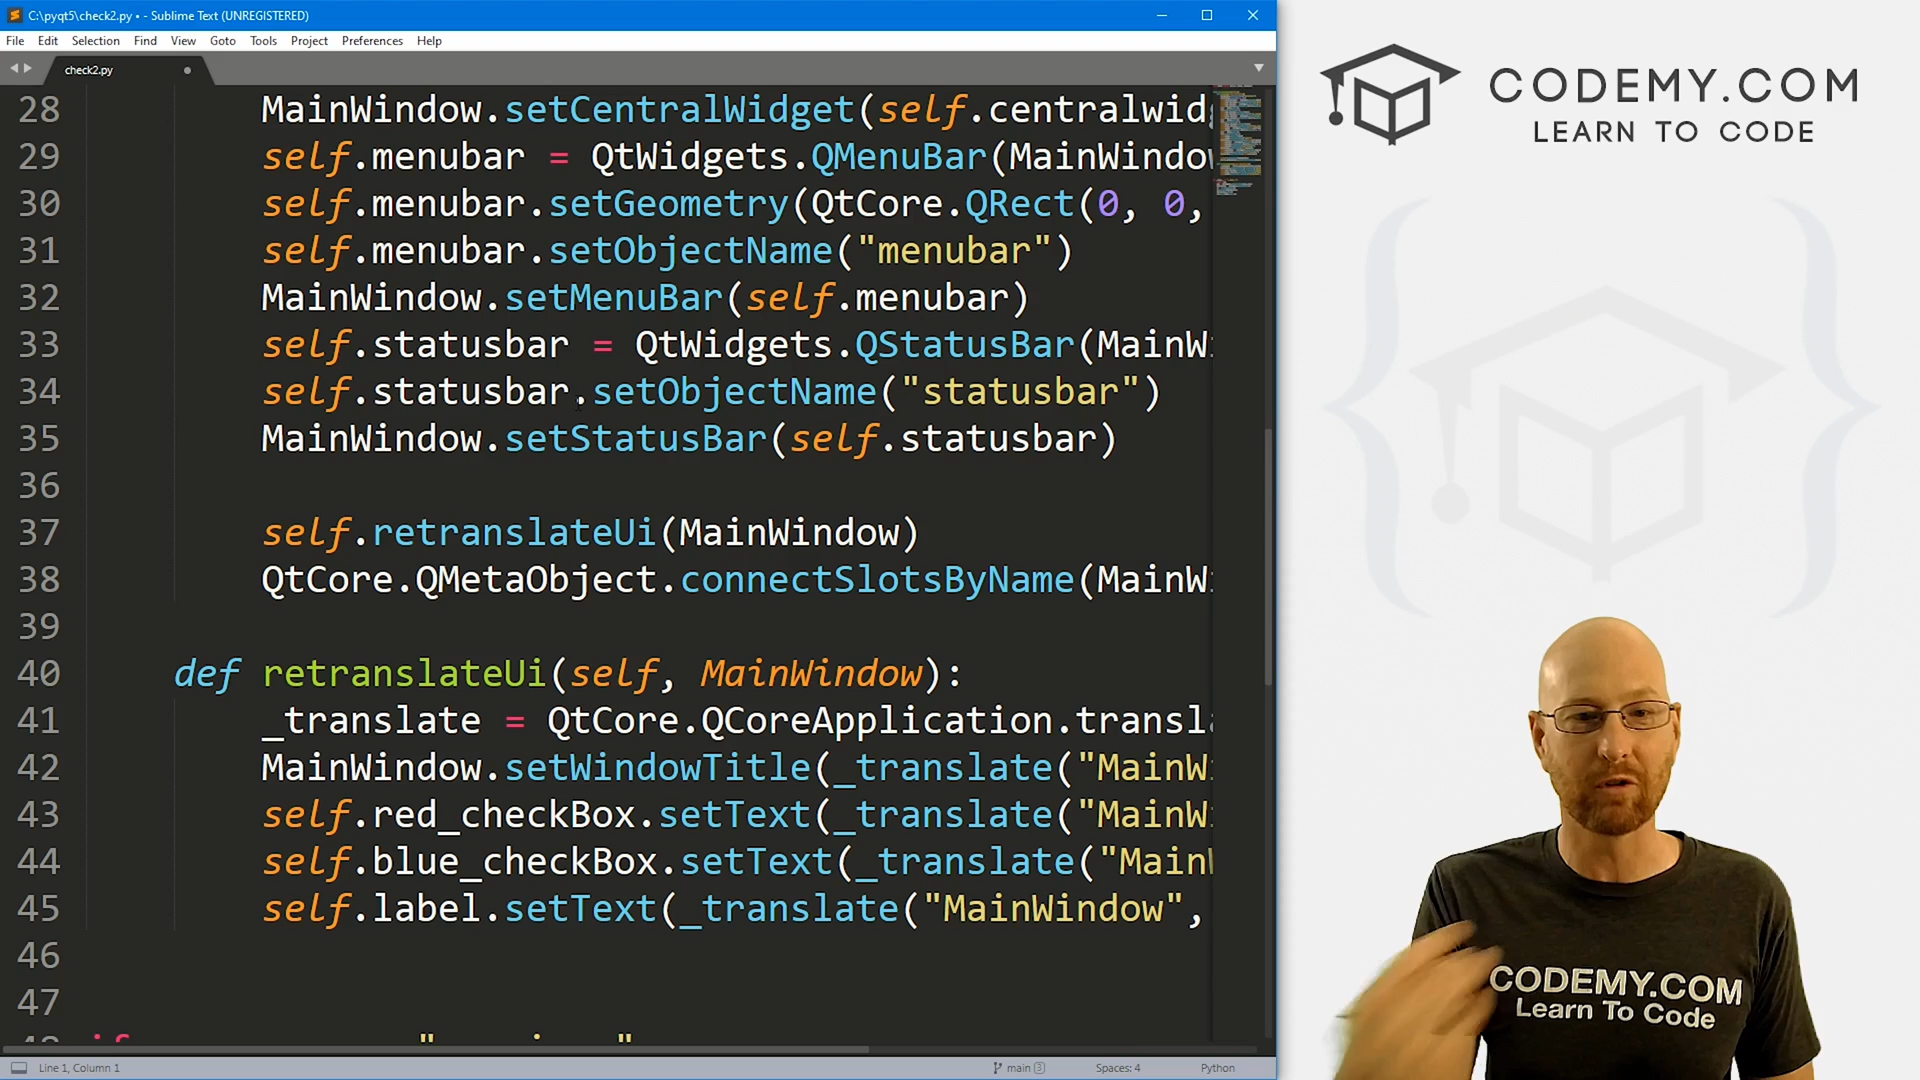 C:\pyqt5\check2.py • - Sublime Text (UNREGISTERED)
File Edit Selection Find View Goto Tools Project Preferences Help
check2.py
28 MainWindow.setCentralWidget(self.centralwidg
29 self.menubar = QtWidgets.QMenuBar(MainWindow
30 self.menubar.setGeometry(QtCore.QRect(0, 0,
31 self.menubar.setObjectName("menubar")
32 MainWindow.setMenuBar(self.menubar)
33 self.statusbar = QtWidgets.QStatusBar(MainW
34 self.statusbar.setObjectName("statusbar")
35 MainWindow.setStatusBar(self.statusbar)
36
37 self.retranslateUi(MainWindow)
38 QtCore.QMetaObject.connectSlotsByName(MainW
39
40 def retranslateUi(self, MainWindow):
41 _translate = QtCore.QCoreApplication.transl
42 MainWindow.setWindowTitle(_translate("MainW
43 self.red_checkBox.setText(_translate("MainW
44 self.blue_checkBox.setText(_translate("MainW
45 self.label.setText(_translate("MainWindow",
46
47
Line 1, Column 1
main 3
Spaces: 4
Python
CODEMY.COM
LEARN TO CODE
CODEMY.COM
Learn To Code